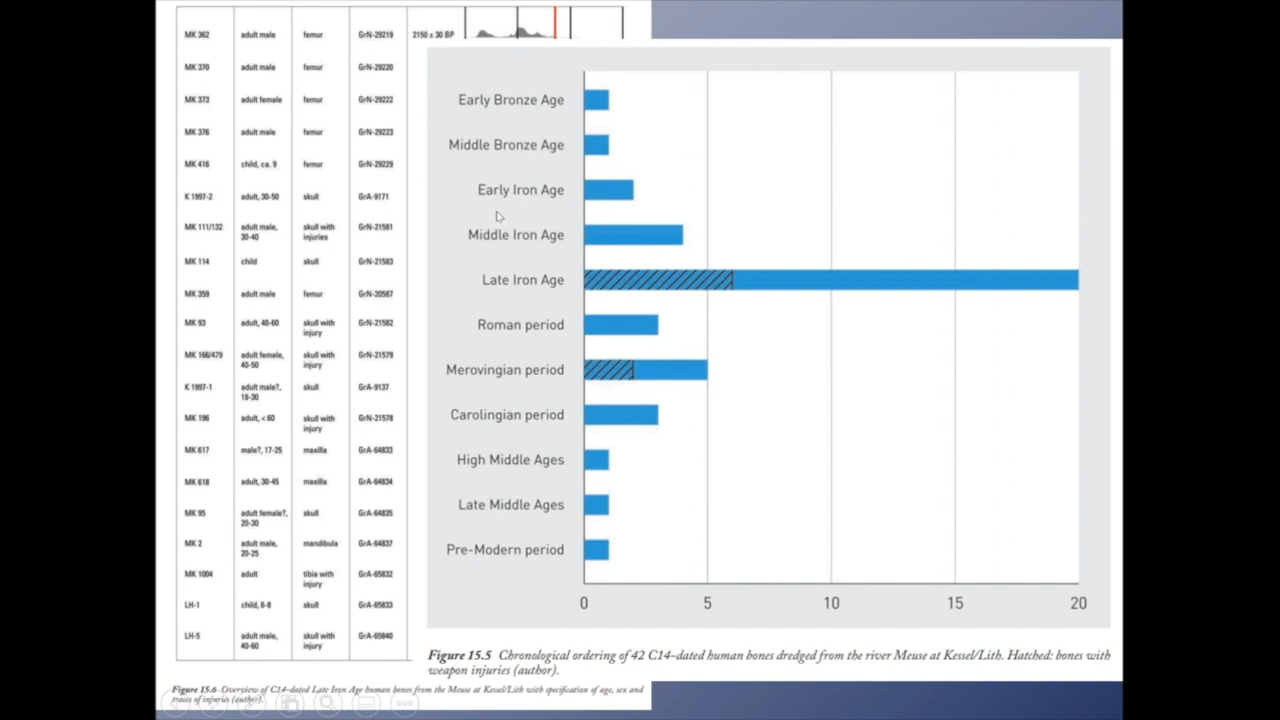 MK 362 adult male femur GrN-29219 2150 ± 30 BP
MK 370 adult male femur GrN-29220
MK 373 adult female femur GrN-29222
MK 376 adult male femur GrN-29223
MK 416 child, ca. 9 femur GrN-29229
K 1997-2 adult, 30-50 skull GrA-9171
MK 111/132 adult male, skull with GrN-21581
30-40 injuries
MK 114 child skull GrN-21583
MK 359 adult male femur GrN-20587
MK 93 adult, 40-60 skull with GrN-21582
injury
MK 166/479 adult female, skull with GrN-21579
40-50 injury
K 1997-1 adult male?, skull GrA-9137
18-30
MK 196 adult, < 60 skull with GrN-21578
injury
MK 617 male?, 17-25 maxilla GrA-64833
MK 618 adult, 30-45 maxilla GrA-64834
MK 95 adult female?, skull GrA-64835
20-30
MK 2 adult male, mandibula GrA-64837
20-25
MK 1004 adult tibia with GrA-65832
injury
LH-1 child, 6-8 skull GrA-65833
LH-5 adult male, skull with GrA-65840
40-60 injury
Figure 15.6 Overview of C14-dated Late Iron Age human bones from the Meuse at Kessel/Lith with specification of age, sex and
traces of injuries (author).
Early Bronze Age
Middle Bronze Age
Early Iron Age
Middle Iron Age
Late Iron Age
Roman period
Merovingian period
Carolingian period
High Middle Ages
Late Middle Ages
Pre-Modern period
0 5 10 15 20
Figure 15.5 Chronological ordering of 42 C14-dated human bones dredged from the river Meuse at Kessel/Lith. Hatched: bones with
weapon injuries (author).